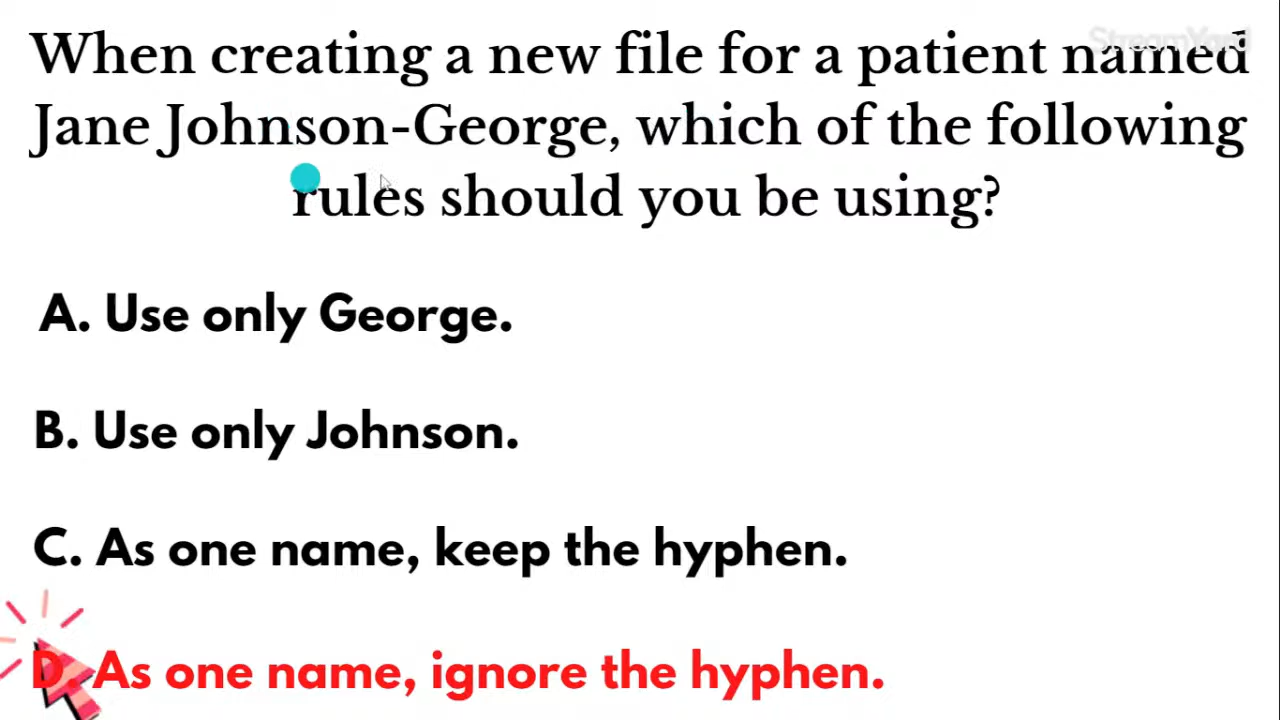 StreamYard
When creating a new file for a patient named
Jane Johnson-George, which of the following
rules should you be using?
A. Use only George.
B. Use only Johnson.
C. As one name, keep the hyphen.
D. As one name, ignore the hyphen.